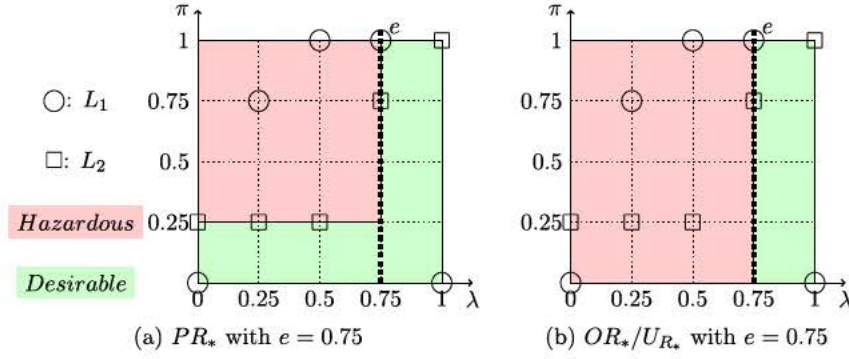 π
π
e
e
1
1
0.75
0.75
○: L₁
0.5
0.5
□: L₂
0.25
0.25
Hazardous
Desirable
0 0.25 0.5 0.75 1 λ
0 0.25 0.5 0.75 1 λ
(a) PR⁎ with e = 0.75
(b) OR⁎/U_{R⁎} with e = 0.75